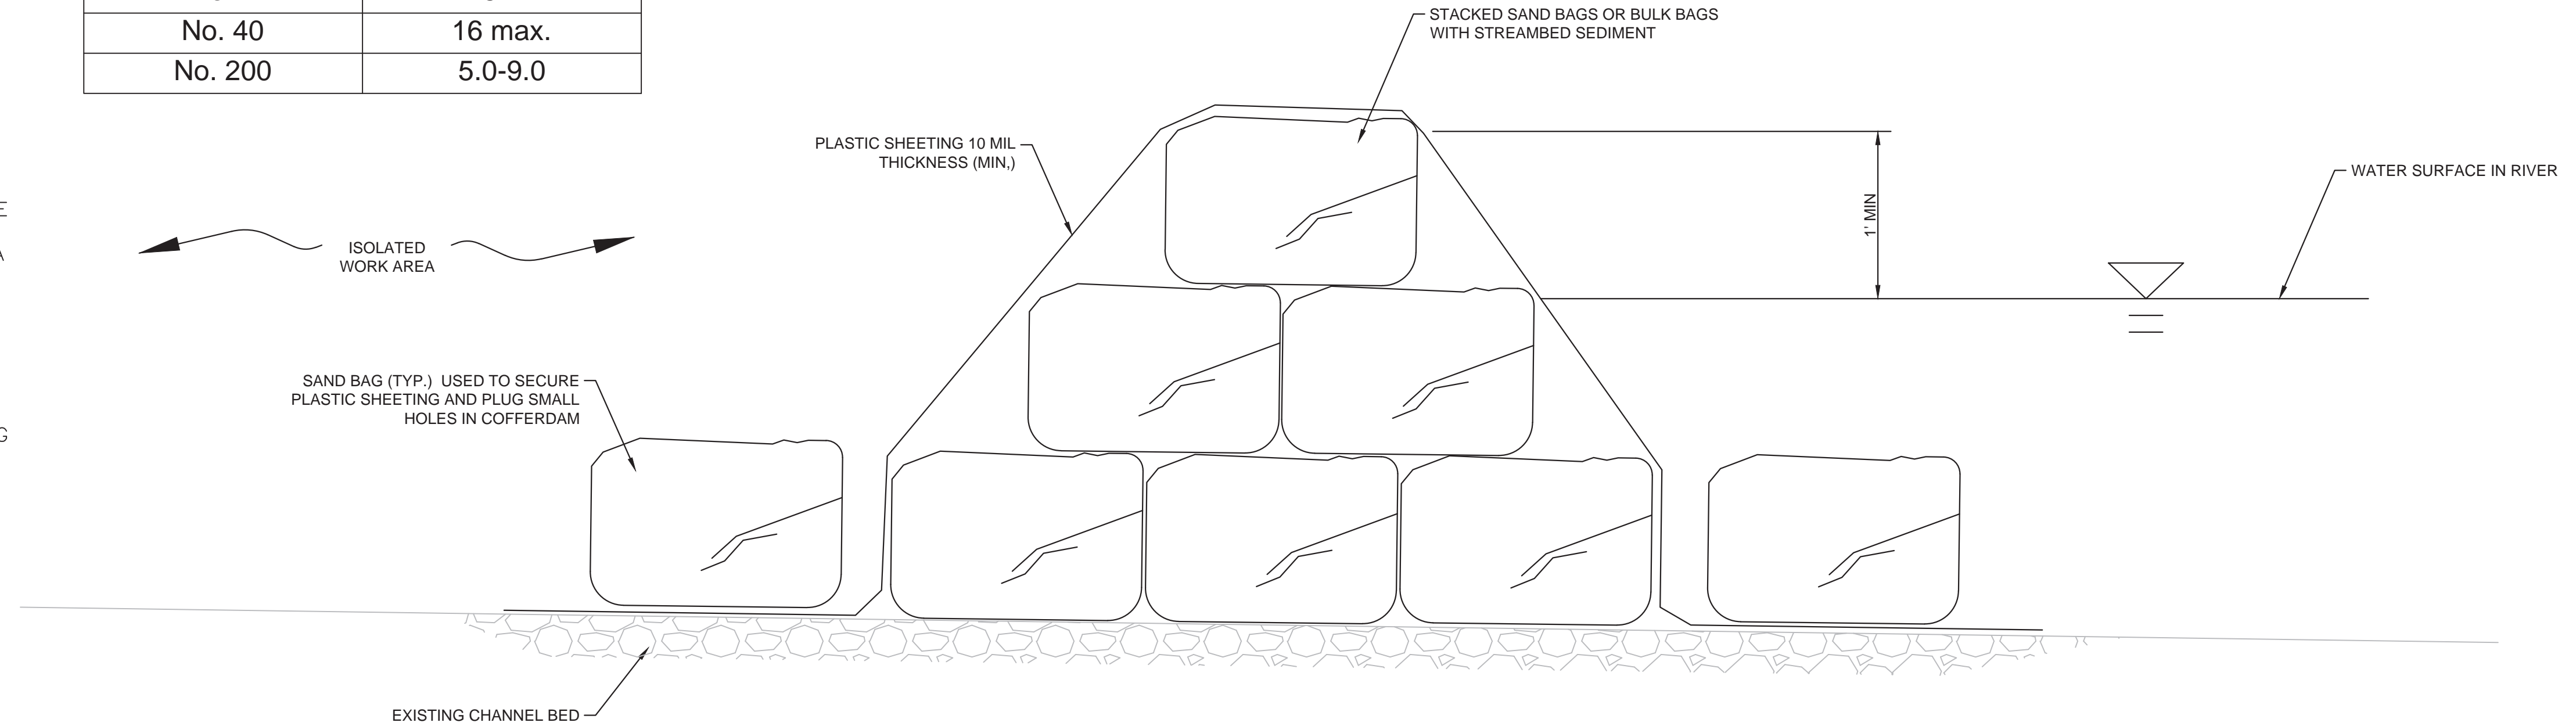 No. 40 16 max.
No. 200 5.0-9.0
STACKED SAND BAGS OR BULK BAGS
WITH STREAMBED SEDIMENT
PLASTIC SHEETING 10 MIL
THICKNESS (MIN,)
WATER SURFACE IN RIVER
1' MIN
ISOLATED
WORK AREA
SAND BAG (TYP.) USED TO SECURE
PLASTIC SHEETING AND PLUG SMALL
HOLES IN COFFERDAM
EXISTING CHANNEL BED